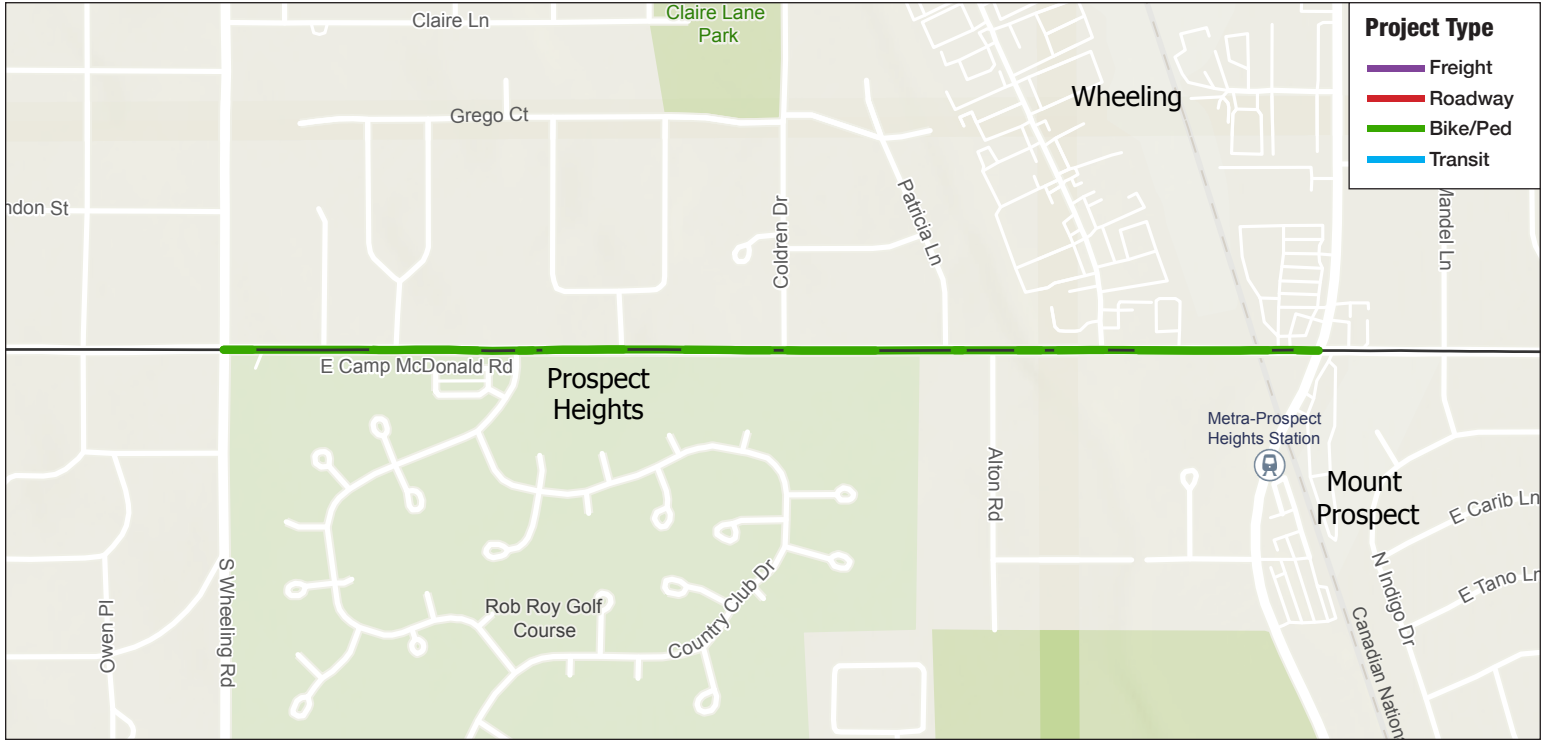 Claire Ln
Claire Lane
Park
Project Type
Freight
Roadway
Bike/Ped
Transit
Wheeling
Grego Ct
ndon St
Patricia Ln
Coldren Dr
Mandel Ln
E Camp McDonald Rd
Prospect
Heights
Metra-Prospect
Heights Station
Alton Rd
Mount
Prospect
E Carib Ln
N Indigo Dr
E Tano Ln
S Wheeling Rd
Owen Pl
Rob Roy Golf
Course
Country Club Dr
Canadian Nation